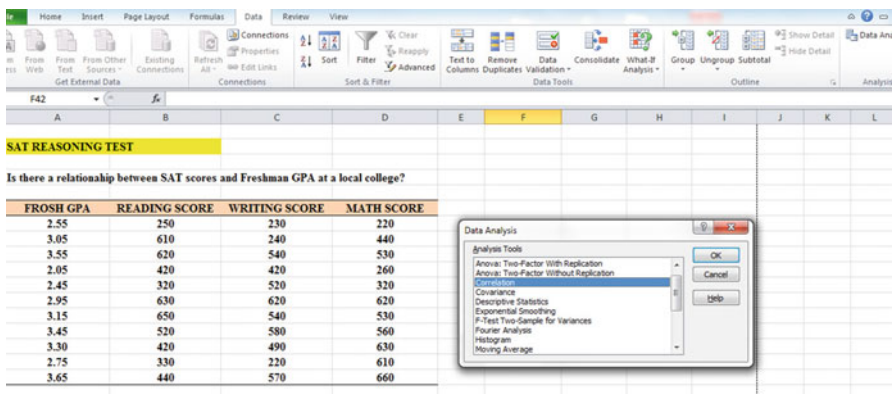 ile Home Insert Page Layout Formulas Data Review View
Connections Clear Show Detail Data Ana
Properties Reapply Hide Detail
From From From Other Existing Refresh Edit Links Sort Filter Advanced Text to Remove Data Consolidate What-If Group Ungroup Subtotal
Web Text Sources Connections All Columns Duplicates Validation Analysis
Get External Data Connections Sort & Filter Data Tools Outline Analysis
F42 fx
A B C D E F G H I J K L
SAT REASONING TEST
Is there a relationahip between SAT scores and Freshman GPA at a local college?
FROSH GPA READING SCORE WRITING SCORE MATH SCORE
2.55 250 230 220
3.05 610 240 440
3.55 620 540 530
2.05 420 420 260
2.45 320 520 320
2.95 630 620 620
3.15 650 540 530
3.45 520 580 560
3.30 420 490 630
2.75 330 220 610
3.65 440 570 660
Data Analysis
Analysis Tools
OK
Cancel
Help
Anova: Two-Factor With Replication
Anova: Two-Factor Without Replication
Correlation
Covariance
Descriptive Statistics
Exponential Smoothing
F-Test Two-Sample for Variances
Fourier Analysis
Histogram
Moving Average